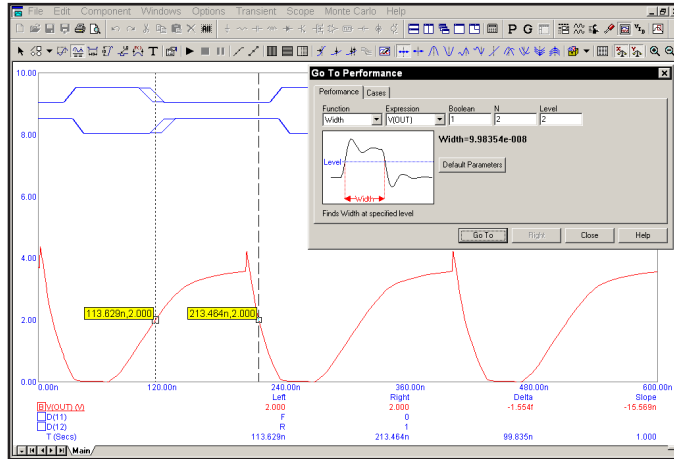 File Edit Component Windows Options Transient Scope Monte Carlo Help
Go To Performance
Performance Cases
Function Expression Boolean N Level
Width V(OUT) 1 2 2
Width=9.98354e-008
Level
Default Parameters
Width
Finds Width at specified level
Go To Right Close Help
10.00
8.00
6.00
4.00
2.00
0.00
113.629n,2.000 213.464n,2.000
0.00n 120.00n 240.00n 360.00n 480.00n 600.00n
Left Right Delta Slope
V(OUT) (V) 2.000 2.000 -1.554f -15.569n
D(11) F 0
D(12) R 1
T (Secs) 113.629n 213.464n 99.835n 1.000
Main